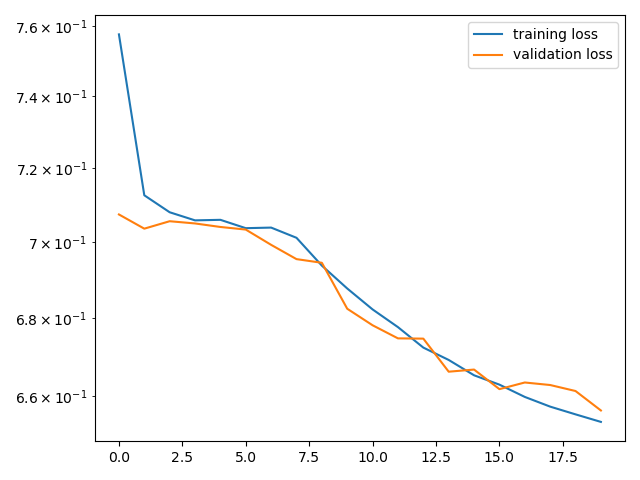 training loss
validation loss
7.6 × 10⁻¹
7.4 × 10⁻¹
7.2 × 10⁻¹
7 × 10⁻¹
6.8 × 10⁻¹
6.6 × 10⁻¹
0.0 2.5 5.0 7.5 10.0 12.5 15.0 17.5